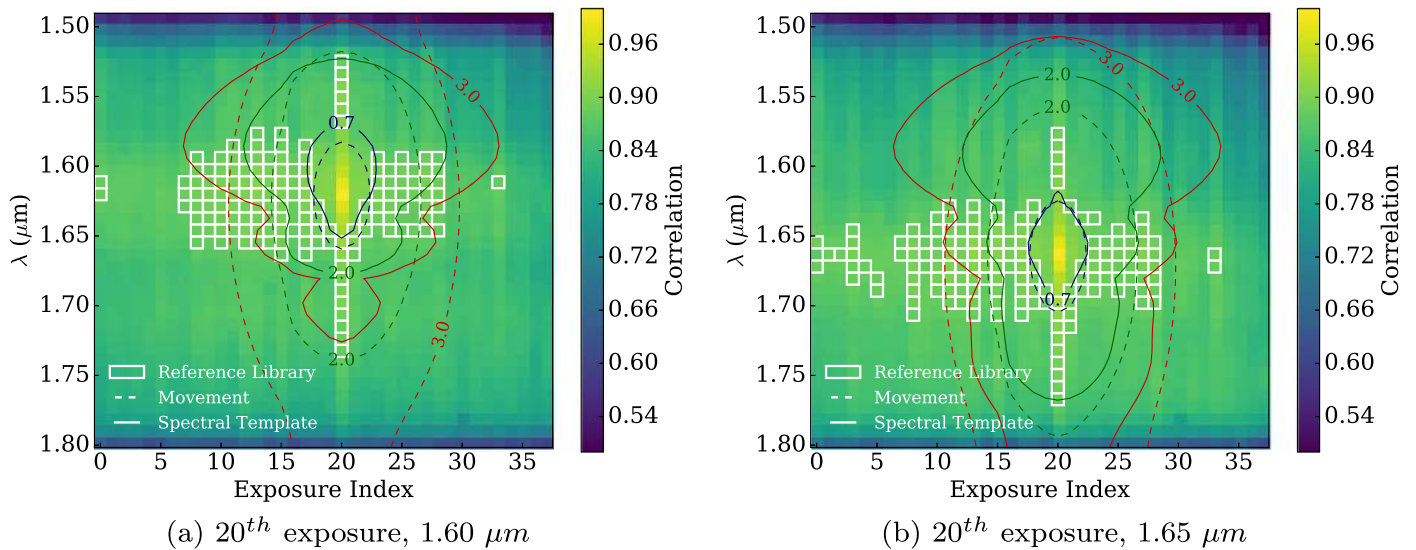 1.50
1.55
1.60
1.65
1.70
1.75
1.80
λ (μm)
3.0
0.7
2.0
3.0
2.0
Reference Library
Movement
Spectral Template
0 5 10 15 20 25 30 35
Exposure Index
0.96
0.90
0.84
0.78
0.72
0.66
0.60
0.54
Correlation
(a) 20th exposure, 1.60 μm
1.50
1.55
1.60
1.65
1.70
1.75
1.80
λ (μm)
3.0
2.0
3.0
2.0
0.7
Reference Library
Movement
Spectral Template
0 5 10 15 20 25 30 35
Exposure Index
0.96
0.90
0.84
0.78
0.72
0.66
0.60
0.54
Correlation
(b) 20th exposure, 1.65 μm